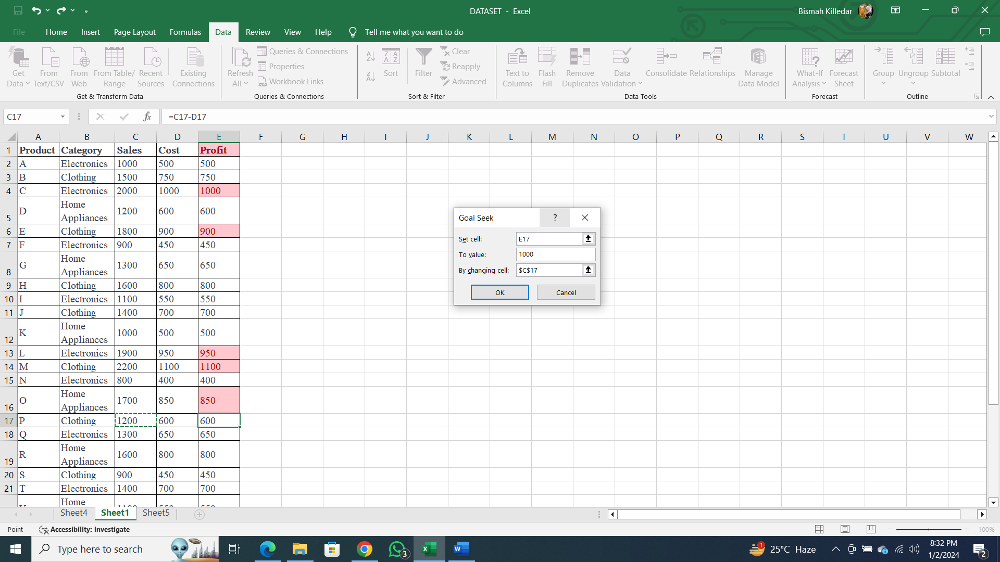 DATASET - Excel
Bismah Killedar
File Home Insert Page Layout Formulas Data Review View Help Tell me what you want to do
Get Data From Text/CSV From Web From Table/ Range Recent Sources Existing Connections
Get & Transform Data
Refresh All Queries & Connections Properties Workbook Links
Queries & Connections
Sort Filter Clear Reapply Advanced
Sort & Filter
Text to Columns Flash Fill Remove Duplicates Data Validation Consolidate Relationships Manage Data Model
Data Tools
What-If Analysis Forecast Sheet
Forecast
Group Ungroup Subtotal
Outline
C17 fx =C17-D17
A B C D E F G H I J K L M N O P Q R S T U V W
1 Product Category Sales Cost Profit
2 A Electronics 1000 500 500
3 B Clothing 1500 750 750
4 C Electronics 2000 1000 1000
5 D Home Appliances 1200 600 600
6 E Clothing 1800 900 900
7 F Electronics 900 450 450
8 G Home Appliances 1300 650 650
9 H Clothing 1600 800 800
10 I Electronics 1100 550 550
11 J Clothing 1400 700 700
12 K Home Appliances 1000 500 500
13 L Electronics 1900 950 950
14 M Clothing 2200 1100 1100
15 N Electronics 800 400 400
16 O Home Appliances 1700 850 850
17 P Clothing 1200 600 600
18 Q Electronics 1300 650 650
19 R Home Appliances 1600 800 800
20 S Clothing 900 450 450
21 T Electronics 1400 700 700
Home
Goal Seek ?
Set cell: E17
To value: 1000
By changing cell: $C$17
OK Cancel
Sheet4 Sheet1 Sheet5
Point Accessibility: Investigate 100%
Type here to search
3
1 25°C Haze
8:32 PM
1/2/2024
2